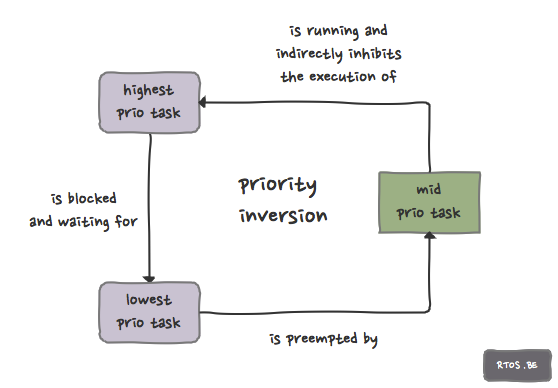 is running and
indirectly inhibits
the execution of
highest
prio task
priority
inversion
mid
prio task
is blocked
and waiting for
lowest
prio task
is preempted by
RTOS.BE